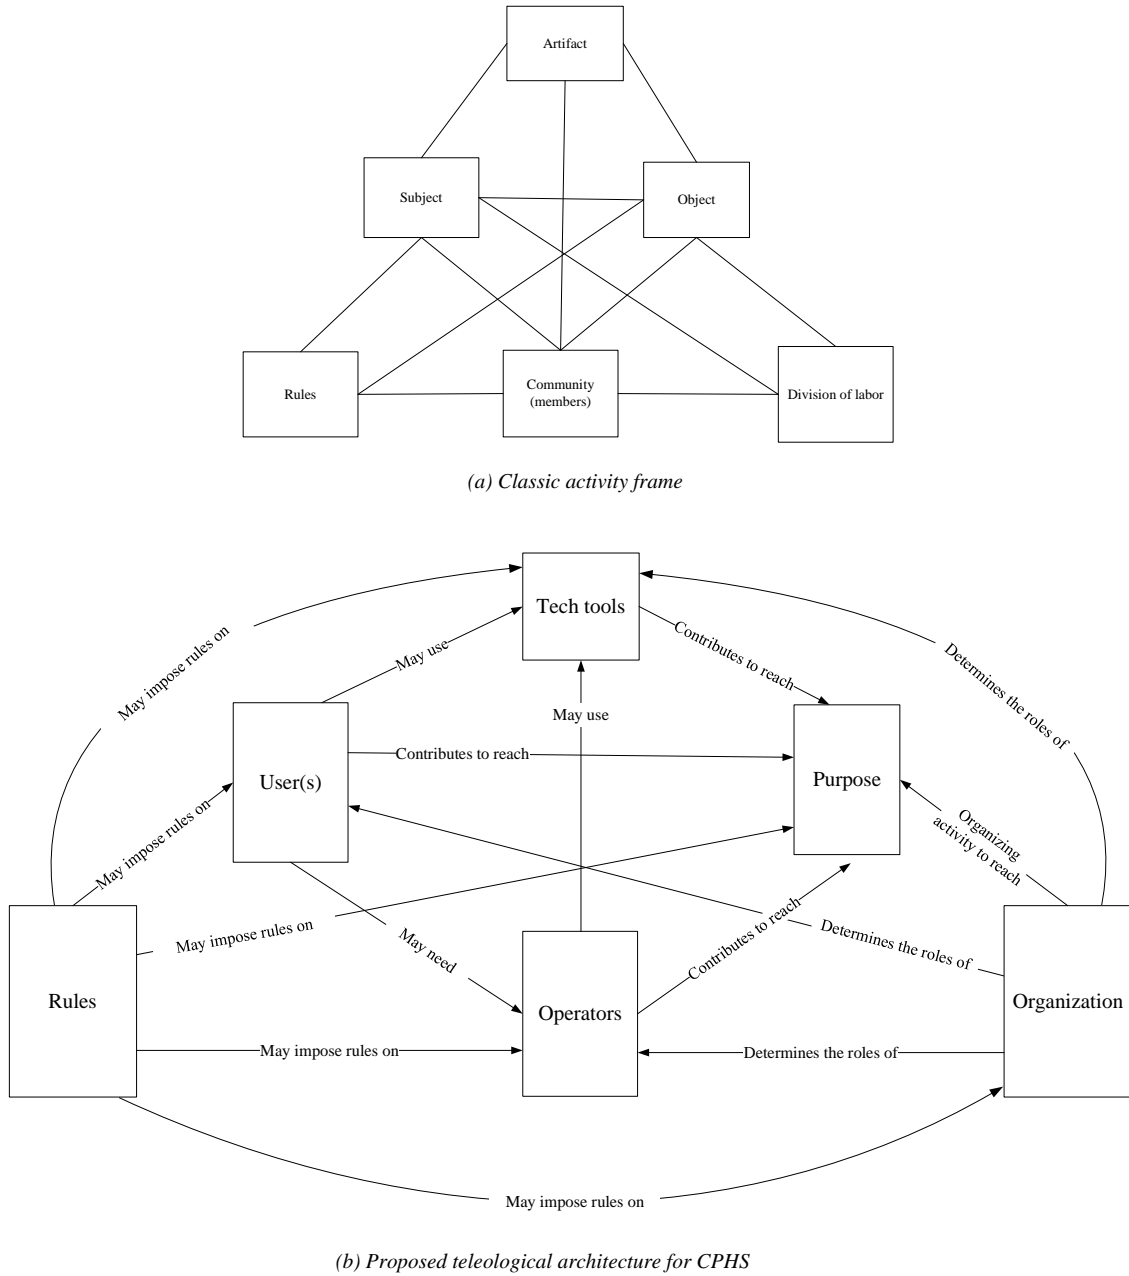 Artifact
Subject
Object
Rules
Community
(members)
Division of labor
(a) Classic activity frame
Tech tools
May impose rules on
May use
Contributes to reach
Determines the roles of
May use
User(s)
Contributes to reach
Purpose
May impose rules on
Organizing
activity to reach
May impose rules on
May need
Contributes to reach
Determines the roles of
Rules
Operators
Organization
May impose rules on
Determines the roles of
May impose rules on
(b) Proposed teleological architecture for CPHS